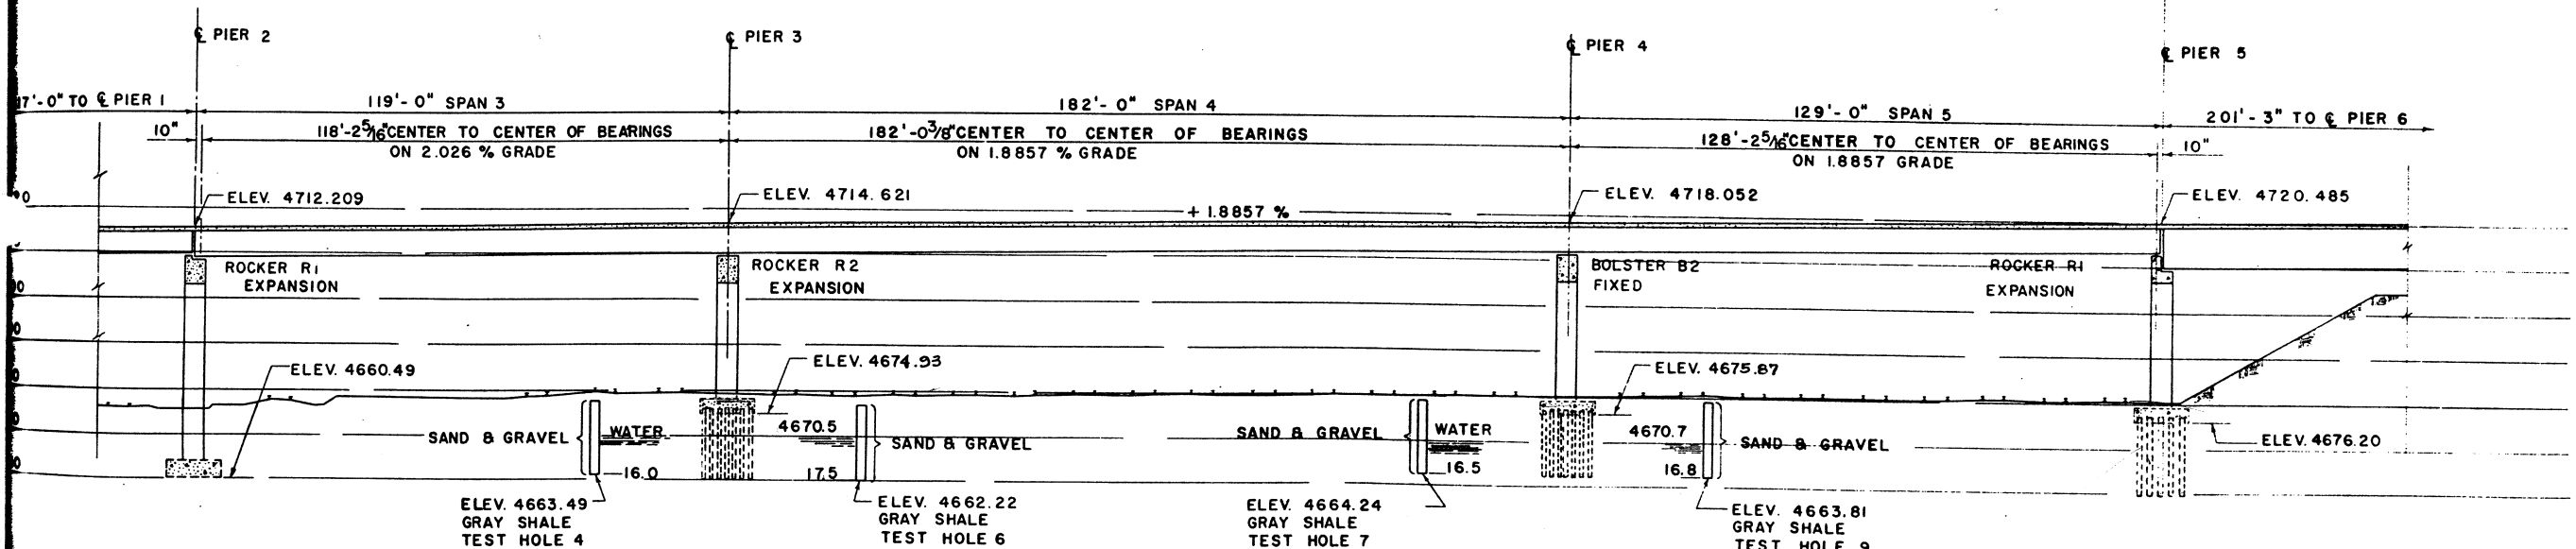 ℄ PIER 2
℄ PIER 3
℄ PIER 4
℄ PIER 5
7'-0" TO ℄ PIER 1
119'-0" SPAN 3
182'-0" SPAN 4
129'-0" SPAN 5
201'-3" TO ℄ PIER 6
10"
118'-2 5/16" CENTER TO CENTER OF BEARINGS
ON 2.026 % GRADE
182'-0 3/8" CENTER TO CENTER OF BEARINGS
ON 1.8857 % GRADE
128'-2 5/16" CENTER TO CENTER OF BEARINGS
ON 1.8857 GRADE
10"
ELEV. 4712.209
ELEV. 4714.621
+ 1.8857 %
ELEV. 4718.052
ELEV. 4720.485
ROCKER R1
EXPANSION
ROCKER R2
EXPANSION
BOLSTER B2
FIXED
ROCKER R1
EXPANSION
ELEV. 4660.49
ELEV. 4674.93
ELEV. 4675.87
ELEV. 4676.20
SAND & GRAVEL
WATER
4670.5
SAND & GRAVEL
SAND & GRAVEL
WATER
4670.7
SAND & GRAVEL
16.0
17.5
16.5
16.8
ELEV. 4663.49
GRAY SHALE
TEST HOLE 4
ELEV. 4662.22
GRAY SHALE
TEST HOLE 6
ELEV. 4664.24
GRAY SHALE
TEST HOLE 7
ELEV. 4663.81
GRAY SHALE
TEST HOLE 9